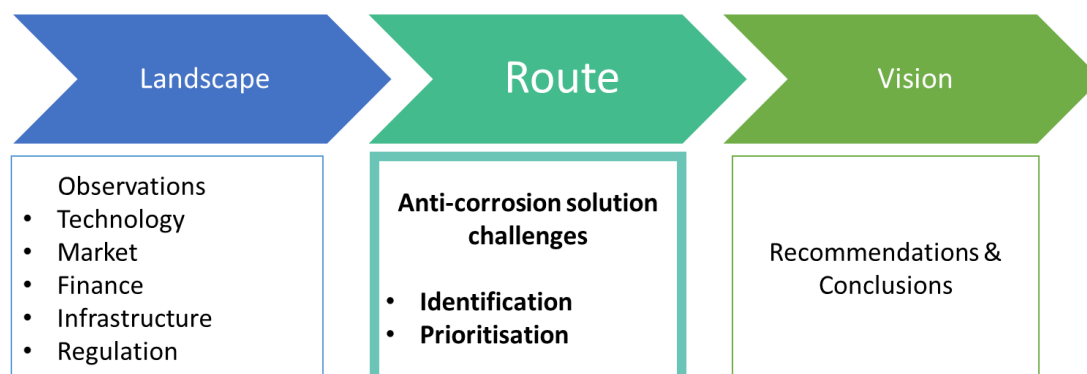 Landscape
Route
Vision
Observations
• Technology
• Market
• Finance
• Infrastructure
• Regulation
Anti-corrosion solution
challenges
• Identification
• Prioritisation
Recommendations &
Conclusions